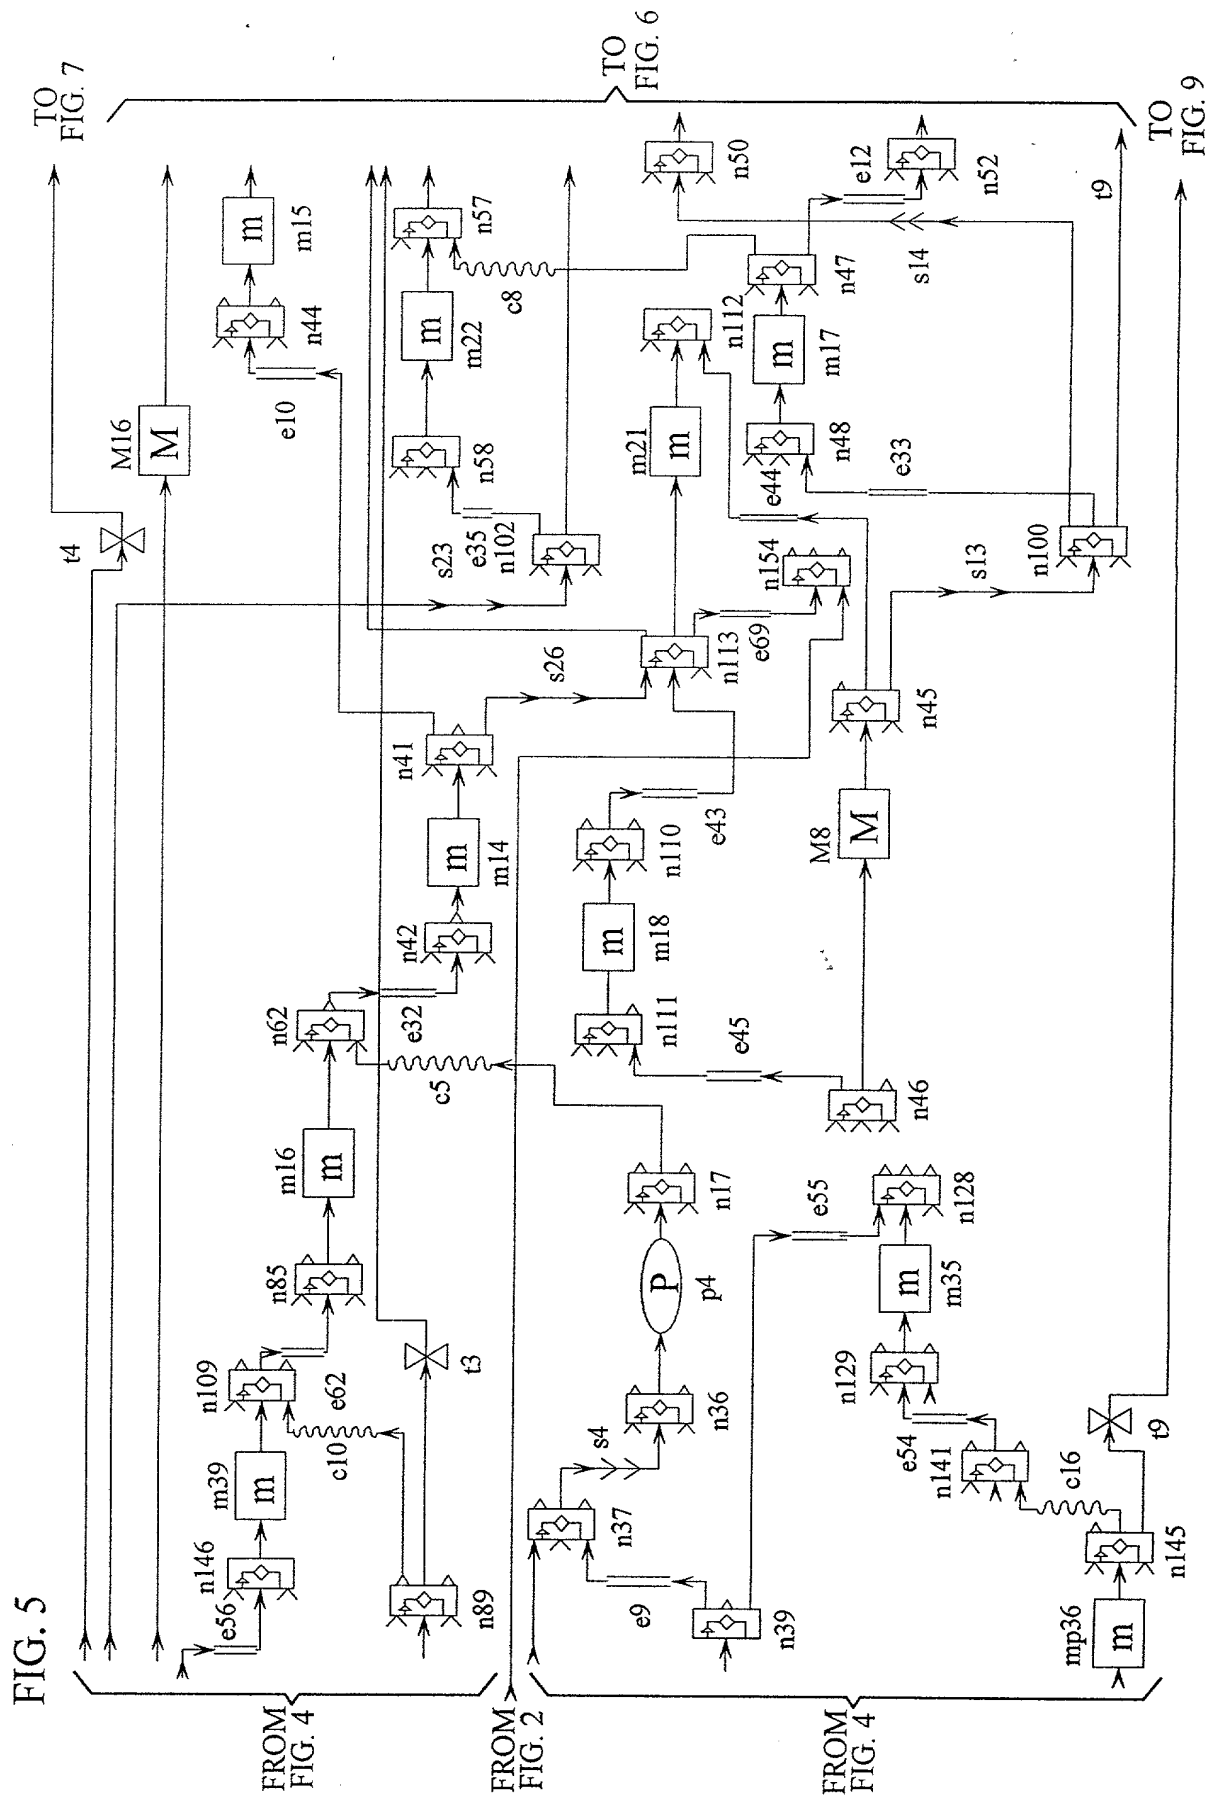 FIG. 5
TO
FIG. 7
TO
FIG. 6
TO
FIG. 9
FROM
FIG. 4
FROM
FIG. 2
FROM
FIG. 4
t4
M16
M
e10
n44
m
m15
e56
n146
m39
m
n109
c10
e62
n85
m16
m
n62
e32
c5
n42
m
m14
n41
s26
s23
e35
n102
n58
m
m22
n57
c8
n89
t3
n37
s4
e9
n39
n36
P
p4
n17
e55
n111
m
m18
n110
e43
e45
n46
M8
M
n45
n113
e69
n154
m21
m
n112
e44
n48
m
m17
n47
e33
s13
n100
s14
n50
e12
n52
t9
mp36
m
n145
c16
t9
n141
e54
n129
m
m35
n128